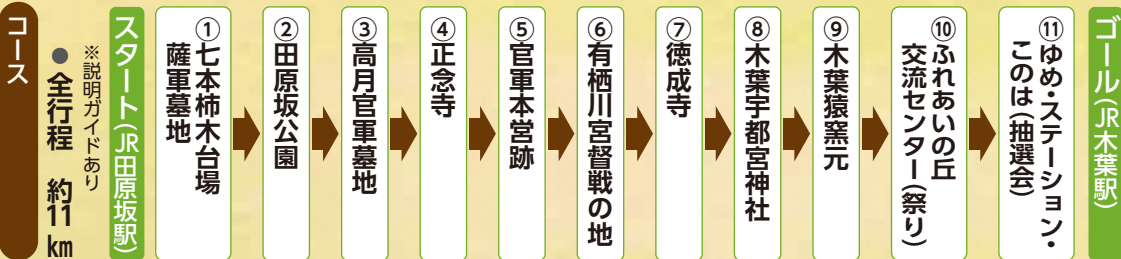 コース
● 全行程 約11km
※説明ガイドあり
スタート(JR田原坂駅)
①七本柿木台場
薩軍墓地
②田原坂公園
③高月官軍墓地
④正念寺
⑤官軍本営跡
⑥有栖川宮督戦の地
⑦徳成寺
⑧木葉宇都宮神社
⑨木葉猿窯元
⑩ふれあいの丘
交流センター(祭り)
⑪ゆめ・ステーション・
このは(抽選会)
ゴール(JR木葉駅)